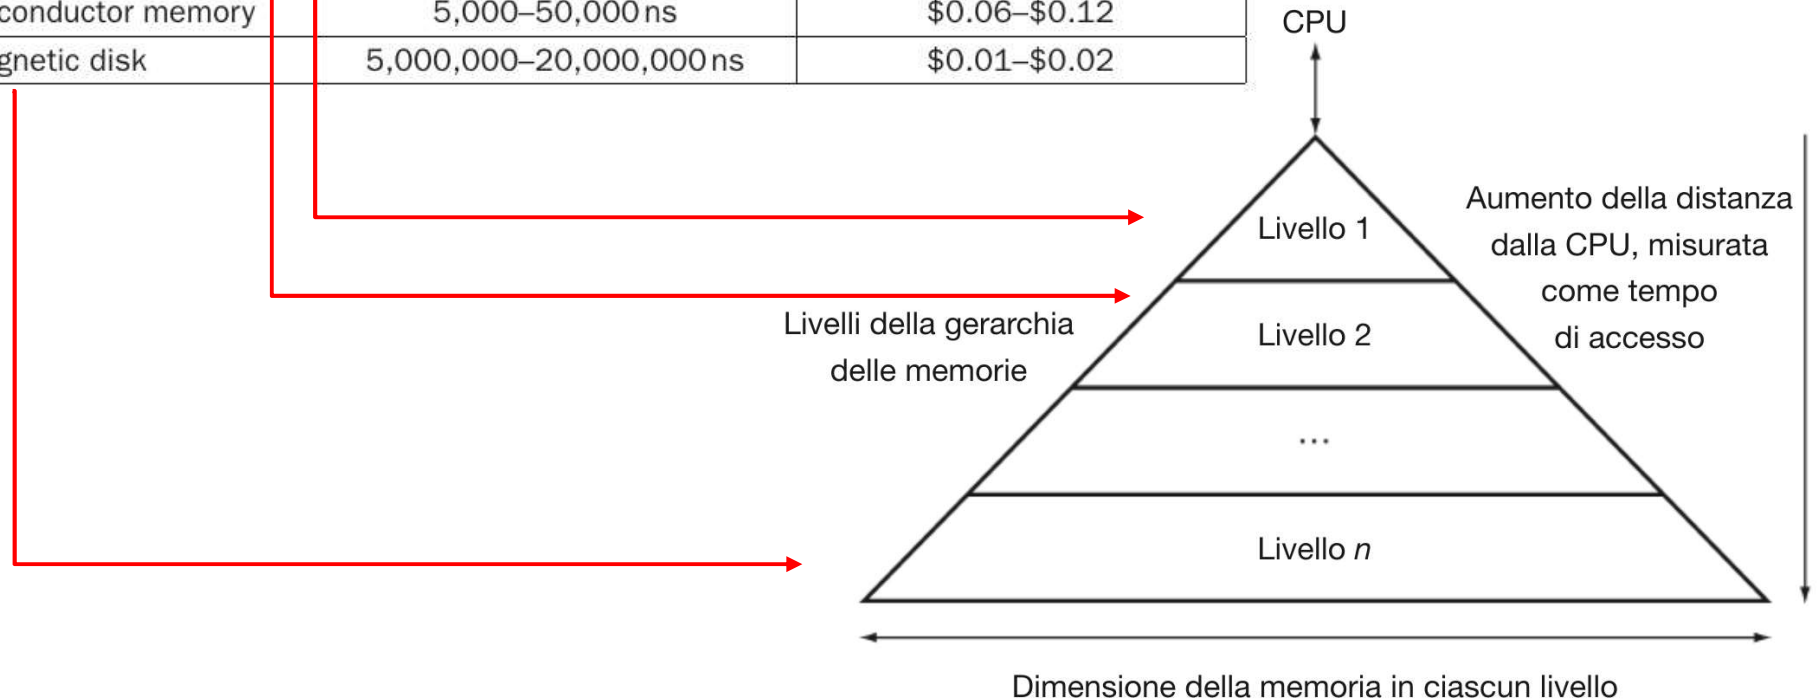 conductor memory 5,000–50,000 ns $0.06–$0.12
gnetic disk 5,000,000–20,000,000 ns $0.01–$0.02
CPU
Aumento della distanza
dalla CPU, misurata
come tempo
di accesso
Livello 1
Livelli della gerarchia
delle memorie
Livello 2
...
Livello n
Dimensione della memoria in ciascun livello